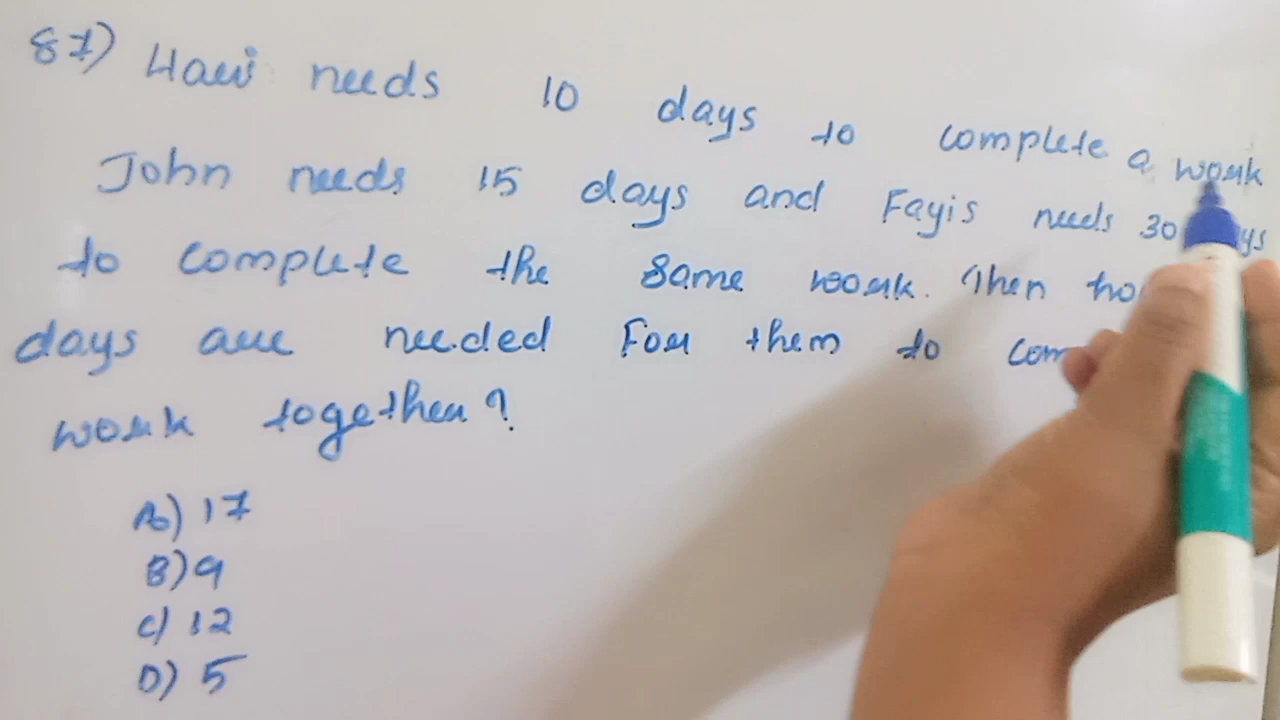 87) Hari needs 10 days to complete a work
John needs 15 days and Fayis needs 30
to complete the same work. Then
days are needed For them to
work together?
A) 17
B) 9
C) 12
D) 5